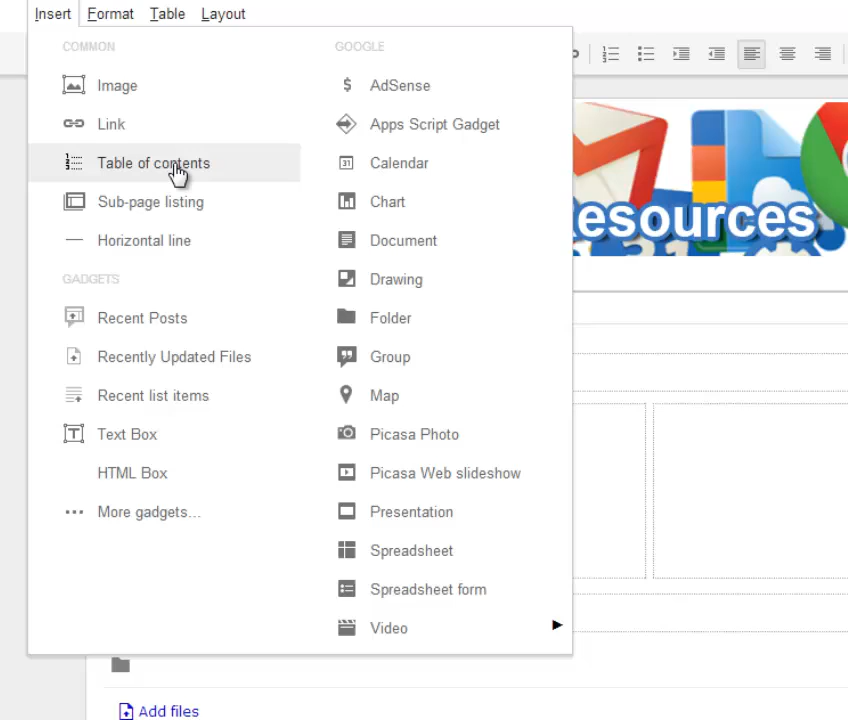 Insert Format Table Layout
COMMON
Image
Link
Table of contents
Sub-page listing
Horizontal line
GADGETS
Recent Posts
Recently Updated Files
Recent list items
Text Box
HTML Box
More gadgets...
GOOGLE
AdSense
Apps Script Gadget
Calendar
Chart
Document
Drawing
Folder
Group
Map
Picasa Photo
Picasa Web slideshow
Presentation
Spreadsheet
Spreadsheet form
Video
esources
31
Add files